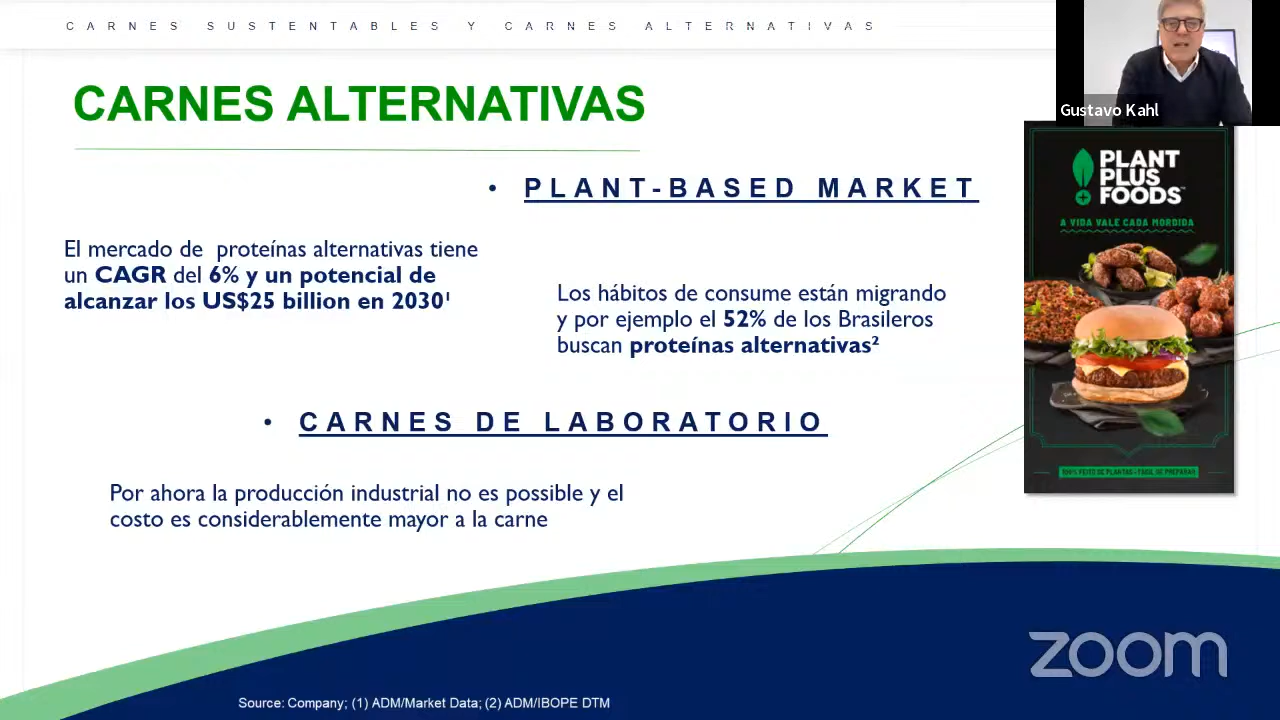 CARNES SUSTENTABLES Y CARNES ALTERNATIVAS
Gustavo Kahl
CARNES ALTERNATIVAS
• PLANT-BASED MARKET
El mercado de proteínas alternativas tiene
un CAGR del 6% y un potencial de
alcanzar los US$25 billion en 2030¹
Los hábitos de consume están migrando
y por ejemplo el 52% de los Brasileros
buscan proteínas alternativas²
• CARNES DE LABORATORIO
Por ahora la producción industrial no es possible y el
costo es considerablemente mayor a la carne
PLANT
PLUS
FOODS™
A VIDA VALE CADA MORDIDA
100% FEITO DE PLANTAS • FÁCIL DE PREPARAR
zoom
Source: Company; (1) ADM/Market Data; (2) ADM/IBOPE DTM